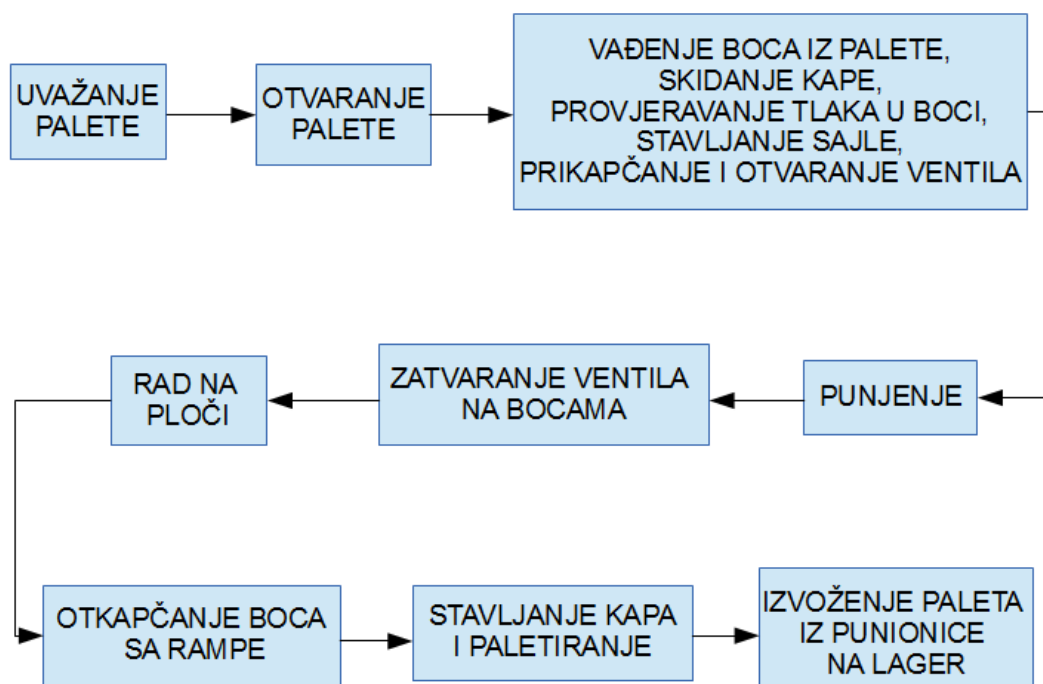 UVAŽANJE
PALETE
OTVARANJE
PALETE
VAĐENJE BOCA IZ PALETE,
SKIDANJE KAPE,
PROVJERAVANJE TLAKA U BOCI,
STAVLJANJE SAJLE,
PRIKAPČANJE I OTVARANJE VENTILA
PUNJENJE
ZATVARANJE VENTILA
NA BOCAMA
RAD NA
PLOČI
OTKAPČANJE BOCA
SA RAMPE
STAVLJANJE KAPA
I PALETIRANJE
IZVOŽENJE PALETA
IZ PUNIONICE
NA LAGER